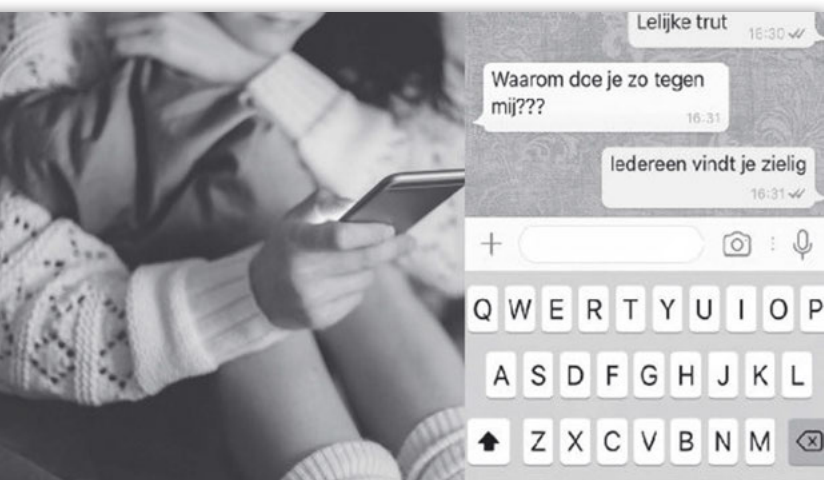 Lelijke trut
16:30
Waarom doe je zo tegen
mij???
16:31
Iedereen vindt je zielig
16:31
Q W E R T Y U I O P
A S D F G H J K L
Z X C V B N M